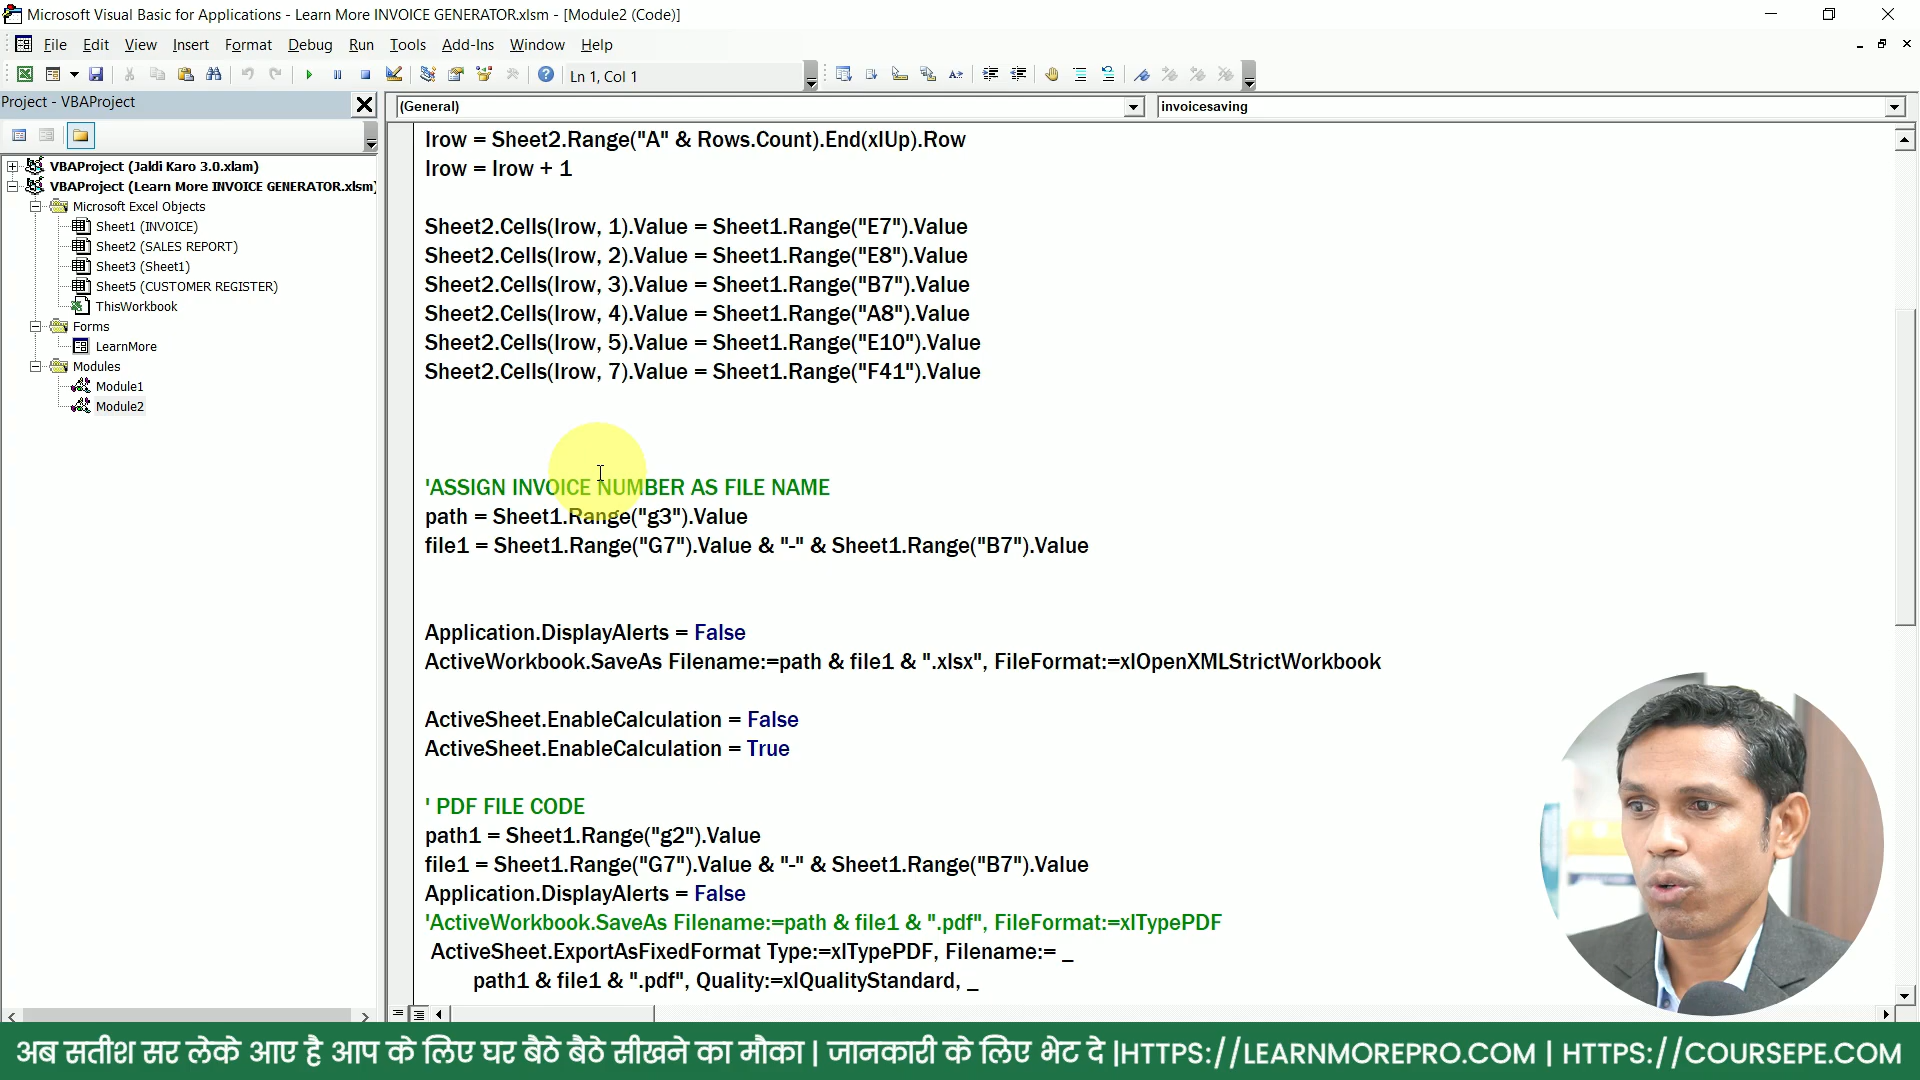 Microsoft Visual Basic for Applications - Learn More INVOICE GENERATOR.xlsm - [Module2 (Code)]
File Edit View Insert Format Debug Run Tools Add-Ins Window Help
Ln 1, Col 1
Project - VBAProject
(General)
invoicesaving
VBAProject (Jaldi Karo 3.0.xlam)
VBAProject (Learn More INVOICE GENERATOR.xlsm)
Microsoft Excel Objects
Sheet1 (INVOICE)
Sheet2 (SALES REPORT)
Sheet3 (Sheet1)
Sheet5 (CUSTOMER REGISTER)
ThisWorkbook
Forms
LearnMore
Modules
Module1
Module2
lrow = Sheet2.Range("A" & Rows.Count).End(xlUp).Row
lrow = lrow + 1
Sheet2.Cells(lrow, 1).Value = Sheet1.Range("E7").Value
Sheet2.Cells(lrow, 2).Value = Sheet1.Range("E8").Value
Sheet2.Cells(lrow, 3).Value = Sheet1.Range("B7").Value
Sheet2.Cells(lrow, 4).Value = Sheet1.Range("A8").Value
Sheet2.Cells(lrow, 5).Value = Sheet1.Range("E10").Value
Sheet2.Cells(lrow, 7).Value = Sheet1.Range("F41").Value
'ASSIGN INVOICE NUMBER AS FILE NAME
path = Sheet1.Range("g3").Value
file1 = Sheet1.Range("G7").Value & "-" & Sheet1.Range("B7").Value
Application.DisplayAlerts = False
ActiveWorkbook.SaveAs Filename:=path & file1 & ".xlsx", FileFormat:=xlOpenXMLStrictWorkbook
ActiveSheet.EnableCalculation = False
ActiveSheet.EnableCalculation = True
' PDF FILE CODE
path1 = Sheet1.Range("g2").Value
file1 = Sheet1.Range("G7").Value & "-" & Sheet1.Range("B7").Value
Application.DisplayAlerts = False
'ActiveWorkbook.SaveAs Filename:=path & file1 & ".pdf", FileFormat:=xlTypePDF
ActiveSheet.ExportAsFixedFormat Type:=xlTypePDF, Filename:= _
path1 & file1 & ".pdf", Quality:=xlQualityStandard, _
अब सतीश सर लेके आए है आप के लिए घर बैठे बैठे सीखने का मौका | जानकारी के लिए भेट दे |HTTPS://LEARNMOREPRO.COM | HTTPS://COURSEPE.COM